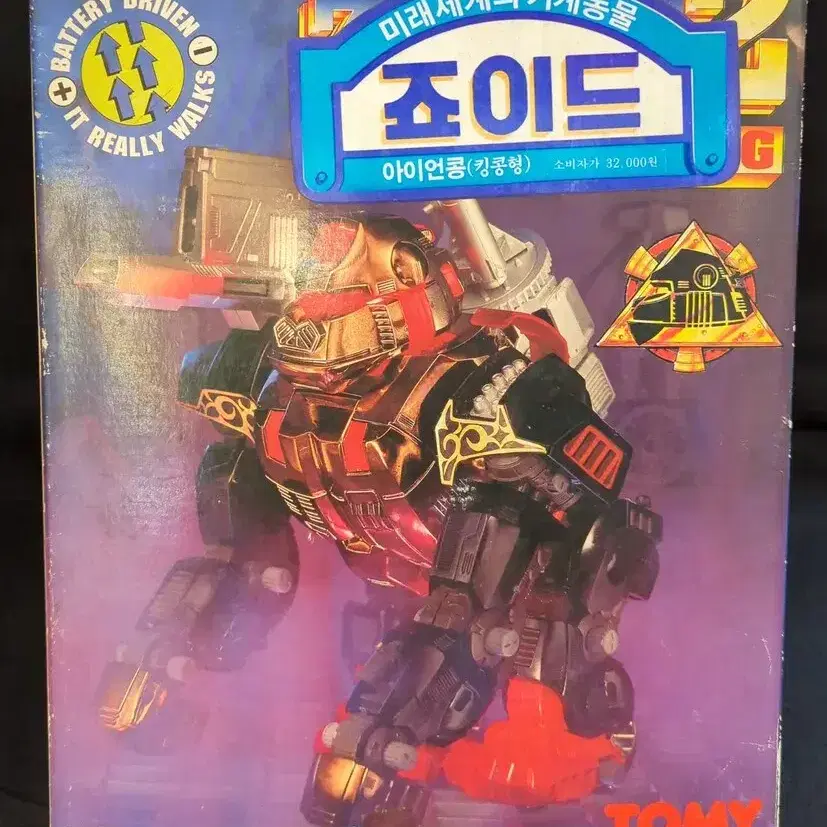 BATTERY DRIVEN
IT REALLY WALKS
미래세계의 기계동물
죠이드
아이언콩(킹콩형) 소비자가 32,000원
2
G
TOMY